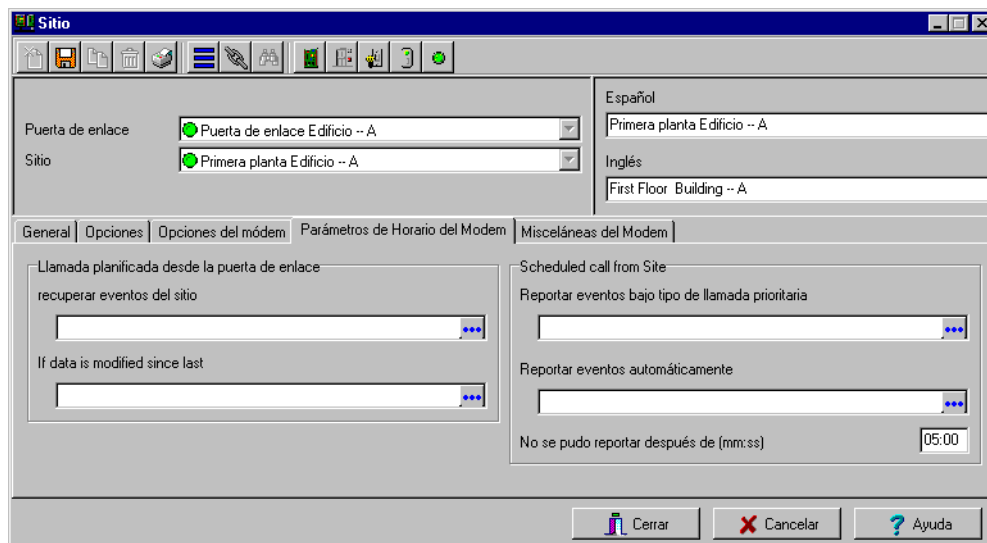 Sitio
Español
Puerta de enlace
Puerta de enlace Edificio -- A
Primera planta Edificio -- A
Sitio
Primera planta Edificio -- A
Inglés
First Floor Building -- A
General
Opciones
Opciones del módem
Parámetros de Horario del Modem
Misceláneas del Modem
Llamada planificada desde la puerta de enlace
recuperar eventos del sitio
If data is modified since last
Scheduled call from Site
Reportar eventos bajo tipo de llamada prioritaria
Reportar eventos automáticamente
No se pudo reportar después de (mm:ss)
05:00
Cerrar
Cancelar
Ayuda